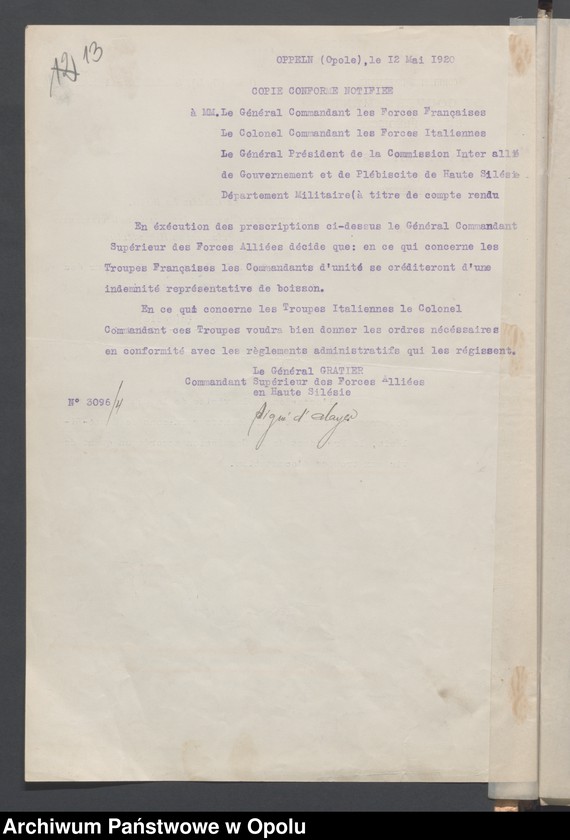 12 13
OPPELN (Opole), le 12 Mai 1920
COPIE CONFORME NOTIFIEE
à MM. Le Général Commandant les Forces Françaises
Le Colonel Commandant les Forces Italiennes
Le Général Président de la Commission Inter allié
de Gouvernement et de Plébiscite de Haute Silésie
Département Militaire(à titre de compte rendu
En éxécution des prescriptions ci-dessus le Général Commandant
Supérieur des Forces Alliées décide que: en ce qui concerne les
Troupes Françaises les Commandants d'unité se créditeront d'une
indemnité représentative de boisson.
En ce qui concerne les Troupes Italiennes le Colonel
Commandant ces Troupes voudra bien donner les ordres nécéssaires
en conformité avec les règlements administratifs qui les régissent.
Le Général GRATIER
Commandant Supérieur des Forces Alliées
en Haute Silésie
N° 3096/4
Signé d'
Archiwum Państwowe w Opolu